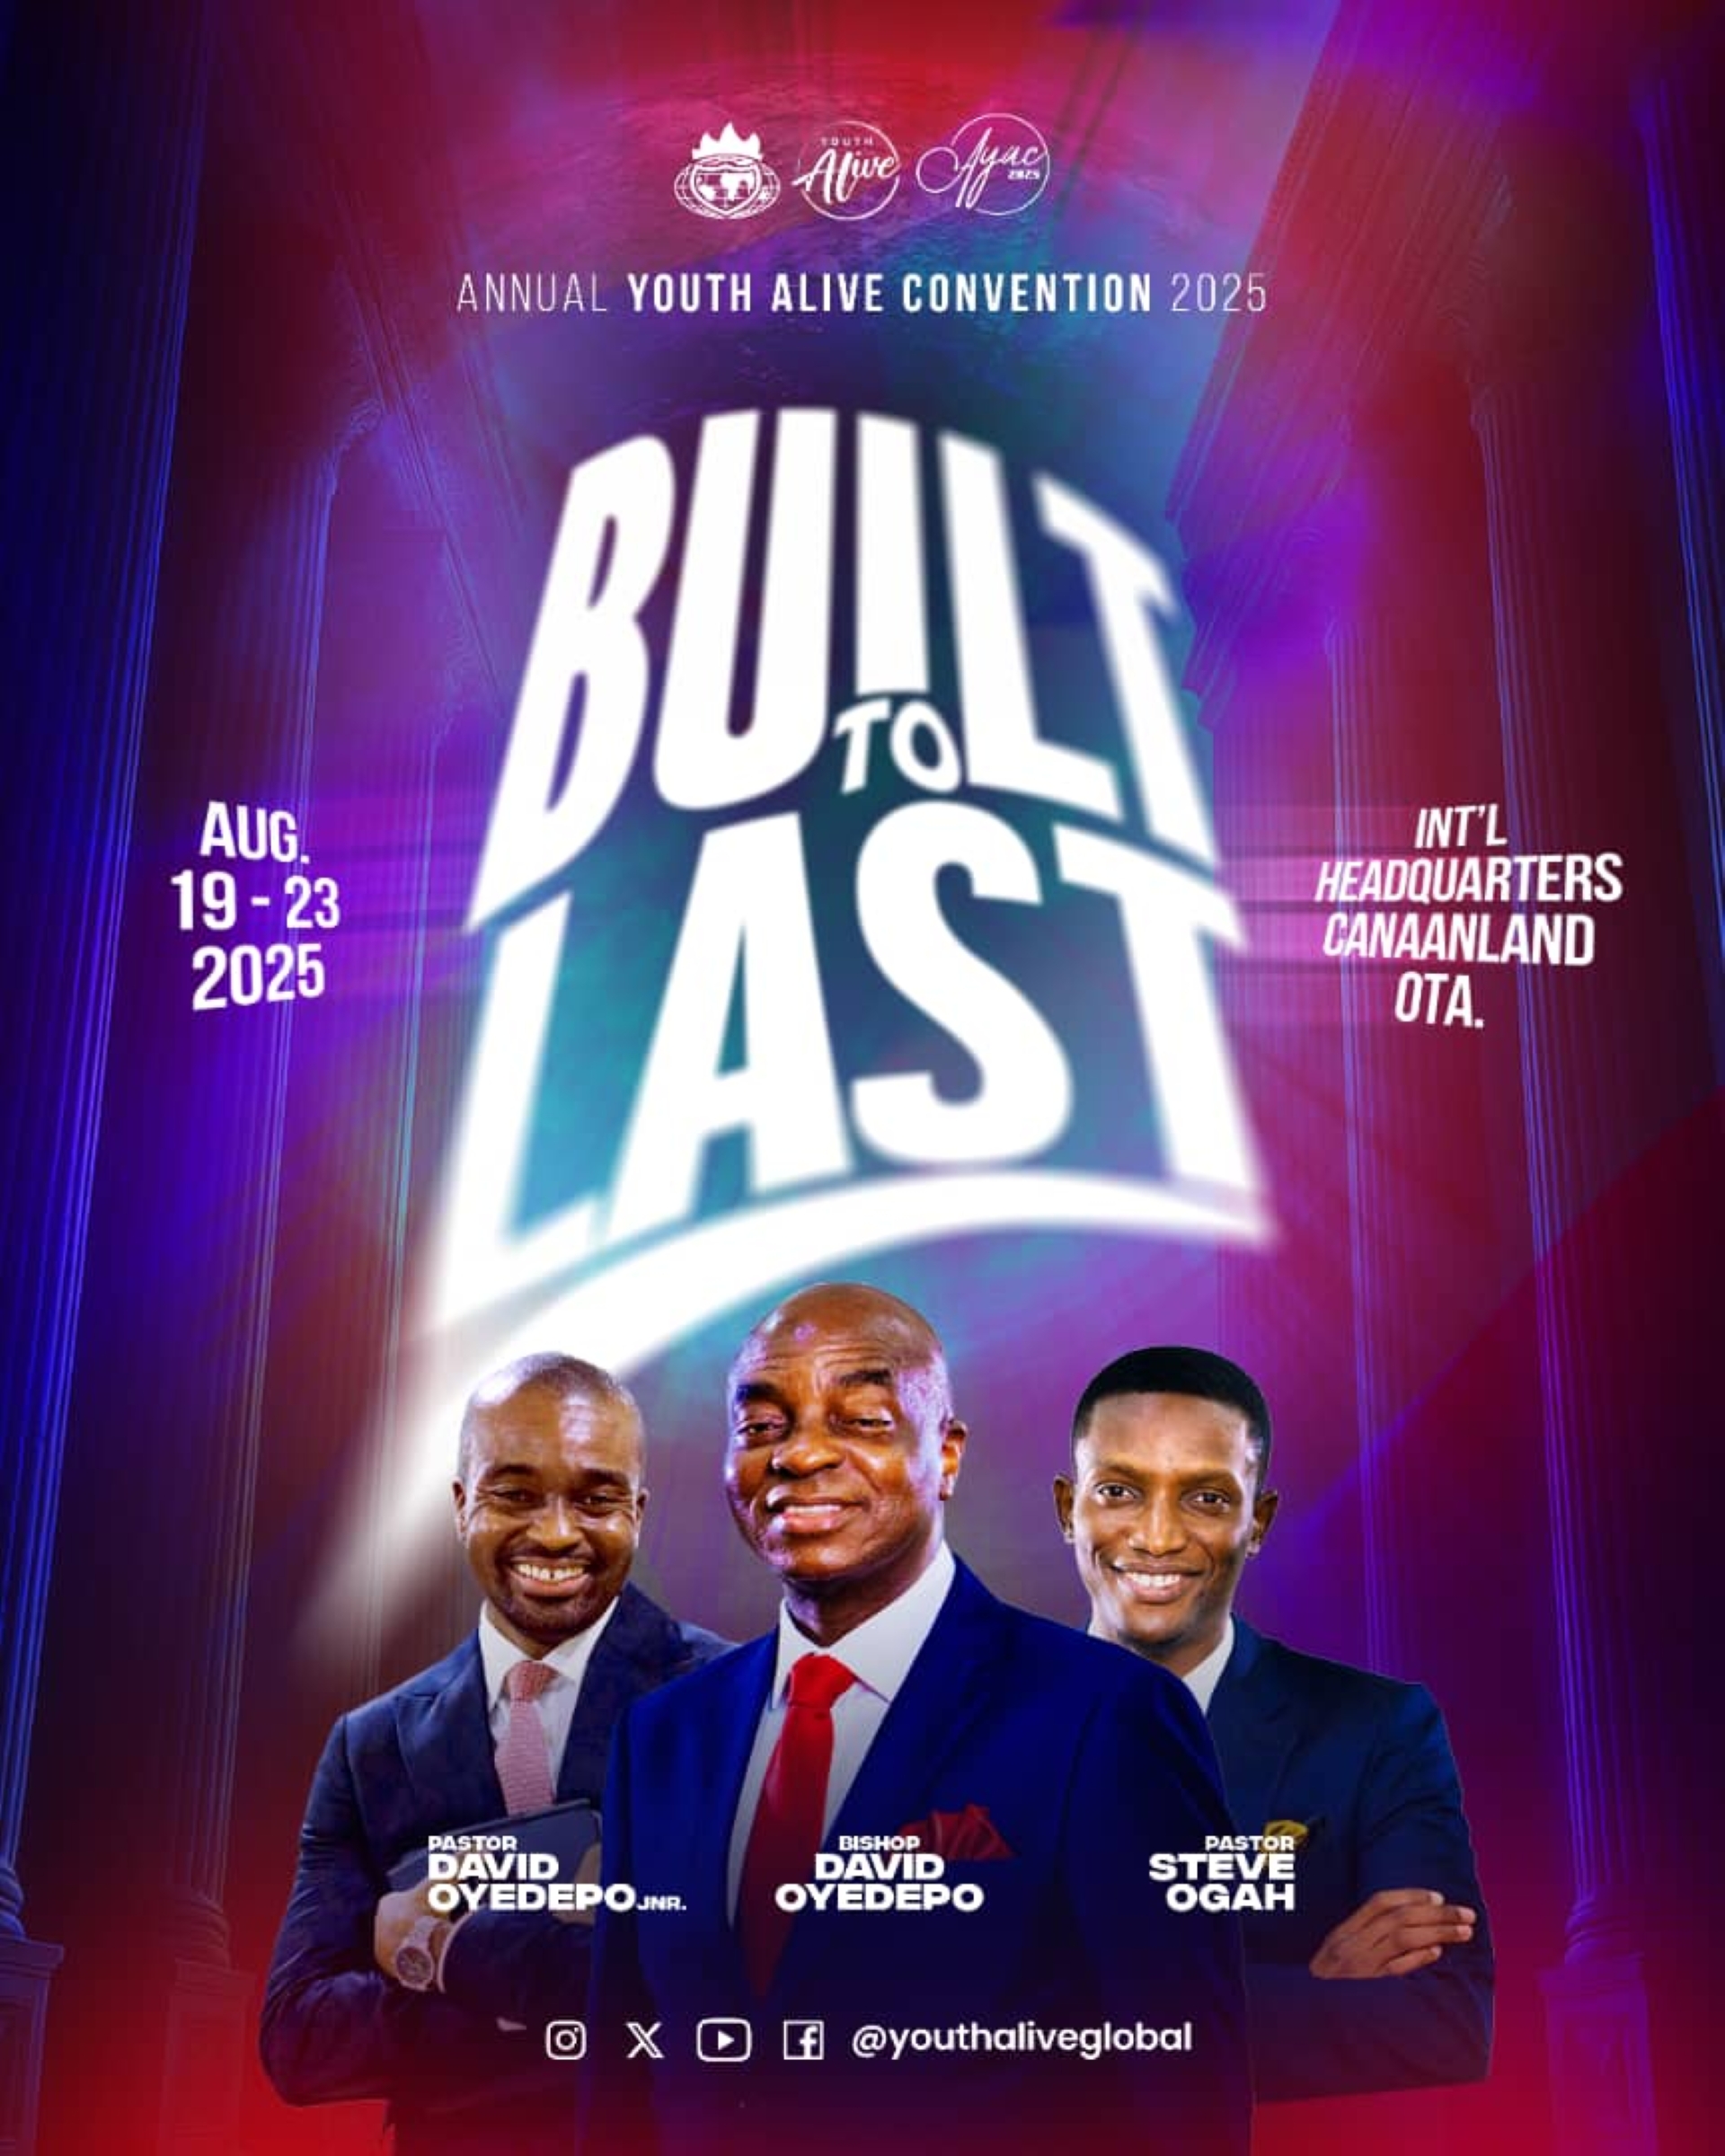 YOUTH
Alive
Ayac
2025
ANNUAL YOUTH ALIVE CONVENTION 2025
BUILT
TO
LAST
AUG.
19 - 23
2025
INT'L
HEADQUARTERS
CANAANLAND
OTA.
PASTOR
DAVID
OYEDEPO JNR.
BISHOP
DAVID
OYEDEPO
PASTOR
STEVE
OGAH
@youthaliveglobal